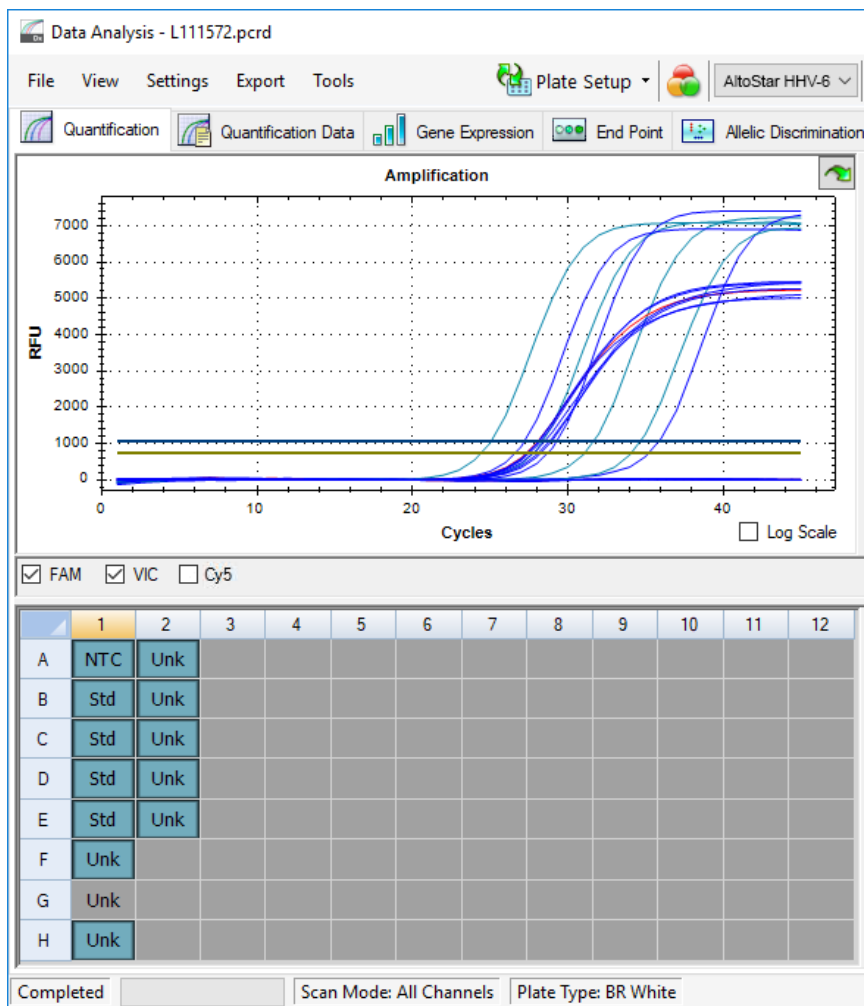 Data Analysis - L111572.pcrd
File View Settings Export Tools Plate Setup AltoStar HHV-6
Quantification Quantification Data Gene Expression End Point Allelic Discrimination
Amplification
7000
6000
5000
4000
3000
2000
1000
0
RFU
0 10 20 30 40
Cycles
Log Scale
FAM VIC Cy5
1 2 3 4 5 6 7 8 9 10 11 12
A NTC Unk
B Std Unk
C Std Unk
D Std Unk
E Std Unk
F Unk
G Unk
H Unk
Completed Scan Mode: All Channels Plate Type: BR White